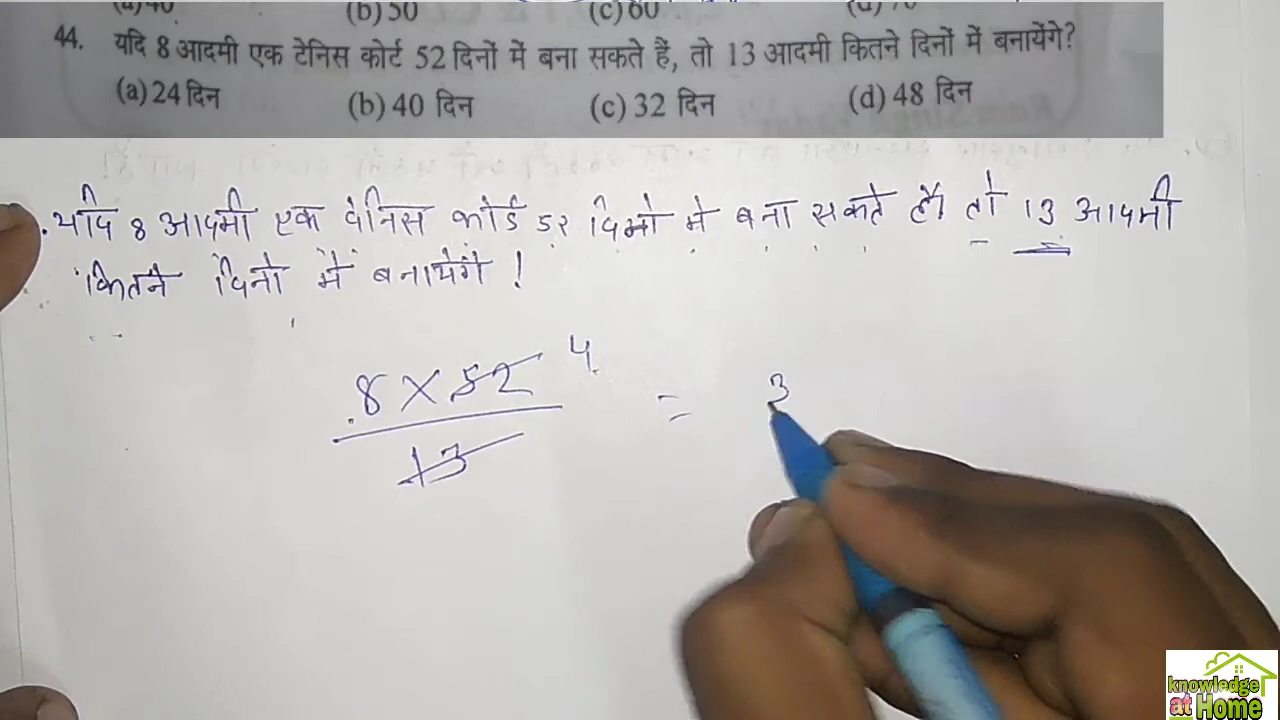 (b) 50 (c) 60
44. यदि 8 आदमी एक टेनिस कोर्ट 52 दिनों में बना सकते हैं, तो 13 आदमी कितने दिनों में बनायेंगे?
(a) 24 दिन (b) 40 दिन (c) 32 दिन (d) 48 दिन
यदि 8 आदमी एक टेनिस कोर्ट 52 दिनो मे बना सकते हैं तो 13 आदमी
कितने दिनो में बनायेगे !
8 × 52 4 = 3
13
knowledge
at Home